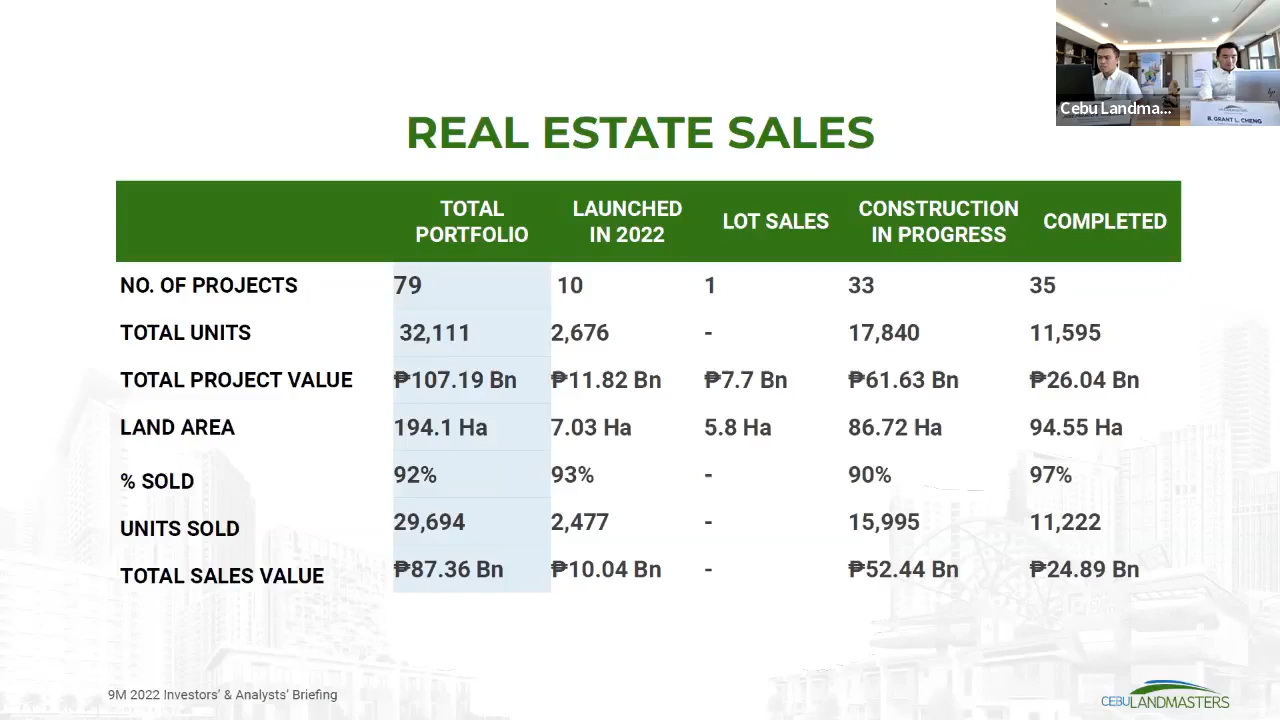 Cebu Landma...
B. GRANT L. CHENG
REAL ESTATE SALES
TOTAL PORTFOLIO LAUNCHED IN 2022 LOT SALES CONSTRUCTION IN PROGRESS COMPLETED
NO. OF PROJECTS 79 10 1 33 35
TOTAL UNITS 32,111 2,676 - 17,840 11,595
TOTAL PROJECT VALUE ₱107.19 Bn ₱11.82 Bn ₱7.7 Bn ₱61.63 Bn ₱26.04 Bn
LAND AREA 194.1 Ha 7.03 Ha 5.8 Ha 86.72 Ha 94.55 Ha
% SOLD 92% 93% - 90% 97%
UNITS SOLD 29,694 2,477 - 15,995 11,222
TOTAL SALES VALUE ₱87.36 Bn ₱10.04 Bn - ₱52.44 Bn ₱24.89 Bn
9M 2022 Investors' & Analysts' Briefing
CEBULANDMASTERS